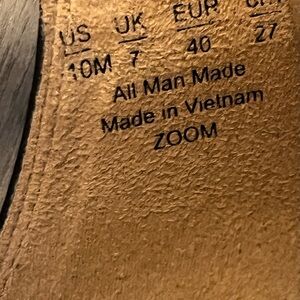 US UK EUR
10M 7 40 27
All Man Made
Made in Vietnam
ZOOM